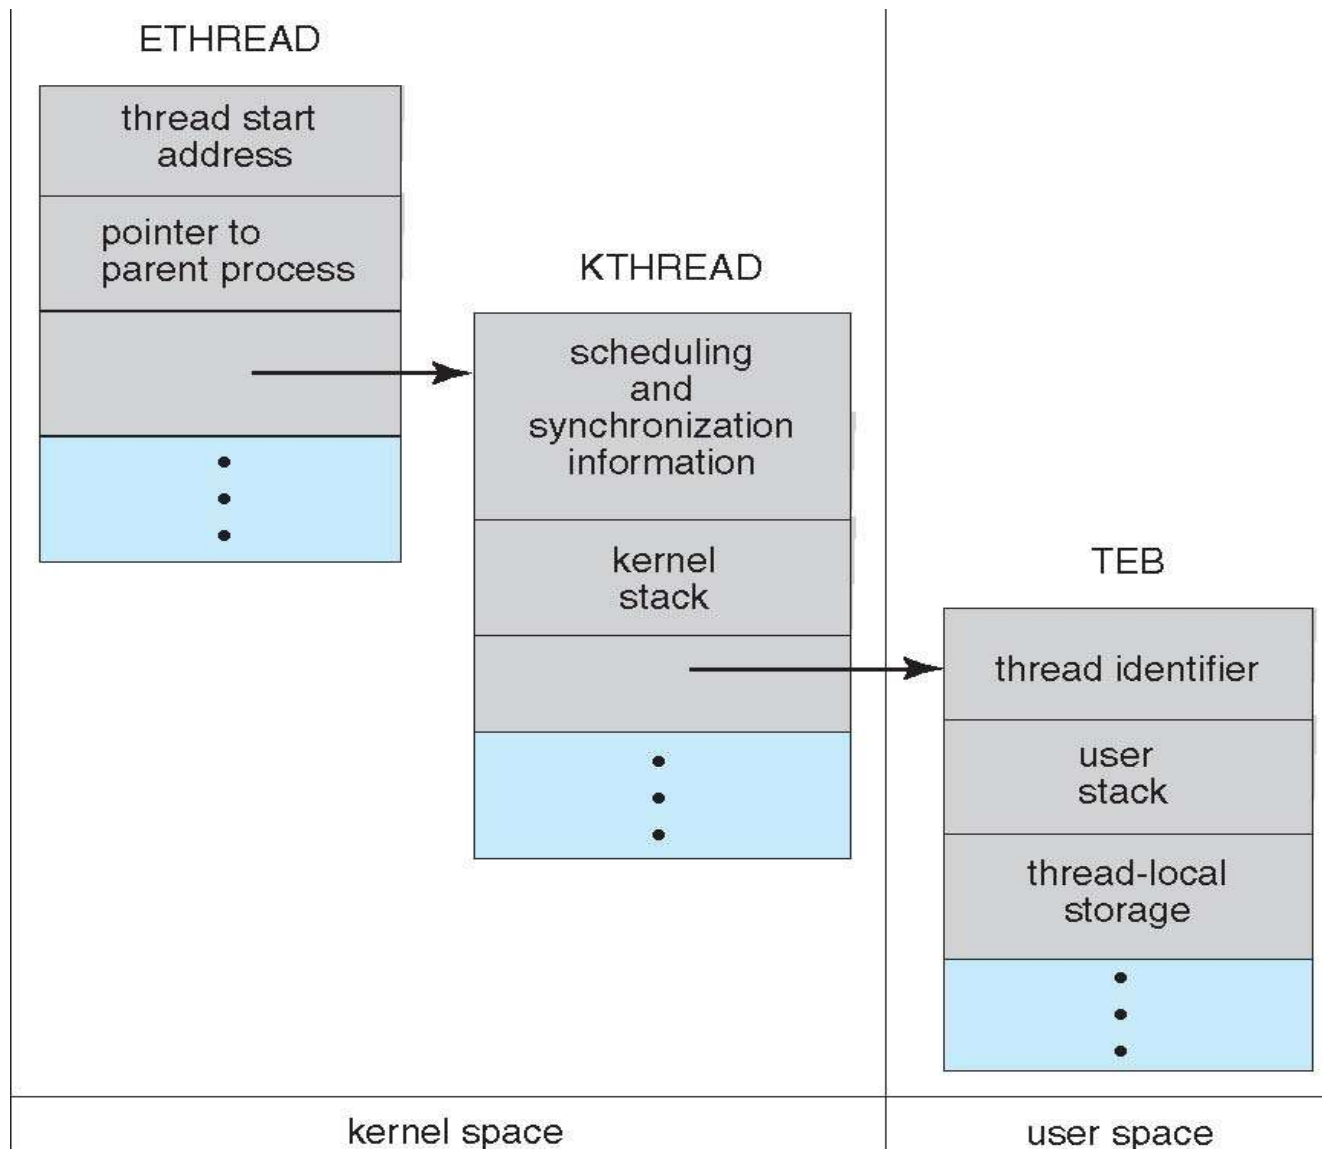 ETHREAD
thread start
address
pointer to
parent process
KTHREAD
scheduling
and
synchronization
information
kernel
stack
TEB
thread identifier
user
stack
thread-local
storage
kernel space
user space